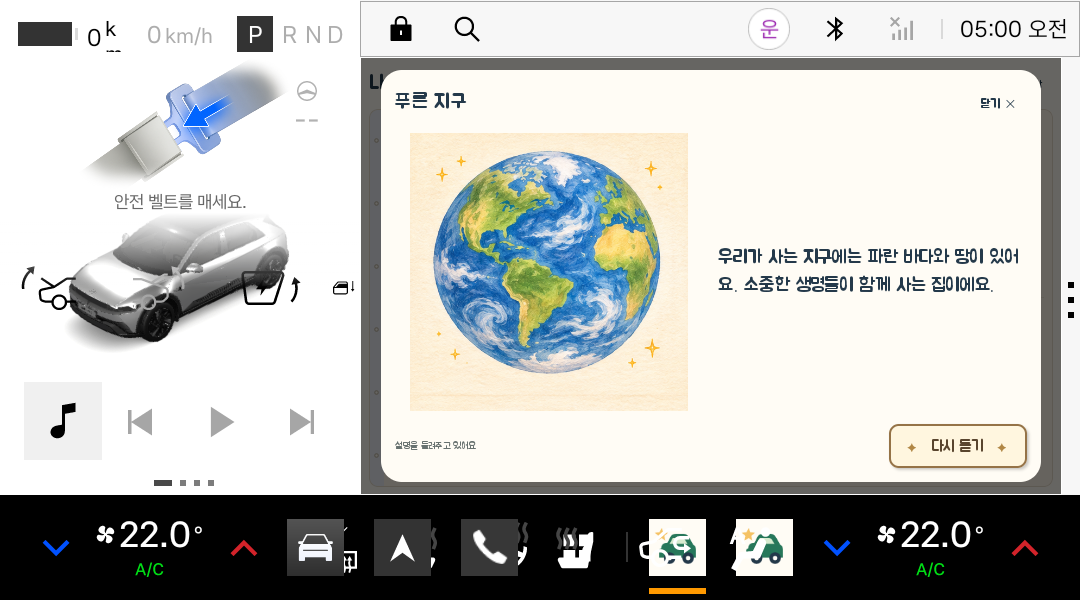 0 k
0 km/h
P R N D
05:00 오전
운
안전 벨트를 매세요.
푸른 지구
닫기 ×
우리가 사는 지구에는 파란 바다와 땅이 있어
요. 소중한 생명들이 함께 사는 집이에요.
설명을 들려주고 있어요
다시 듣기
22.0°
A/C
22.0°
A/C